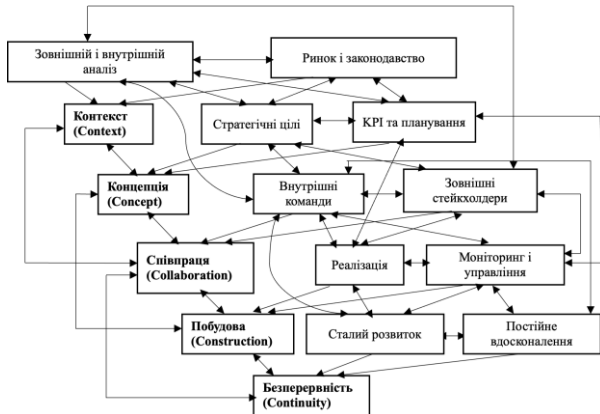 Зовнішній і внутрішній
аналіз
Ринок і законодавство
Контекст
(Context)
Стратегічні цілі
KPI та планування
Концепція
(Concept)
Внутрішні
команди
Зовнішні
стейкхолдери
Співпраця
(Collaboration)
Реалізація
Моніторинг і
управління
Побудова
(Construction)
Сталий розвиток
Постійне
вдосконалення
Безперервність
(Continuity)